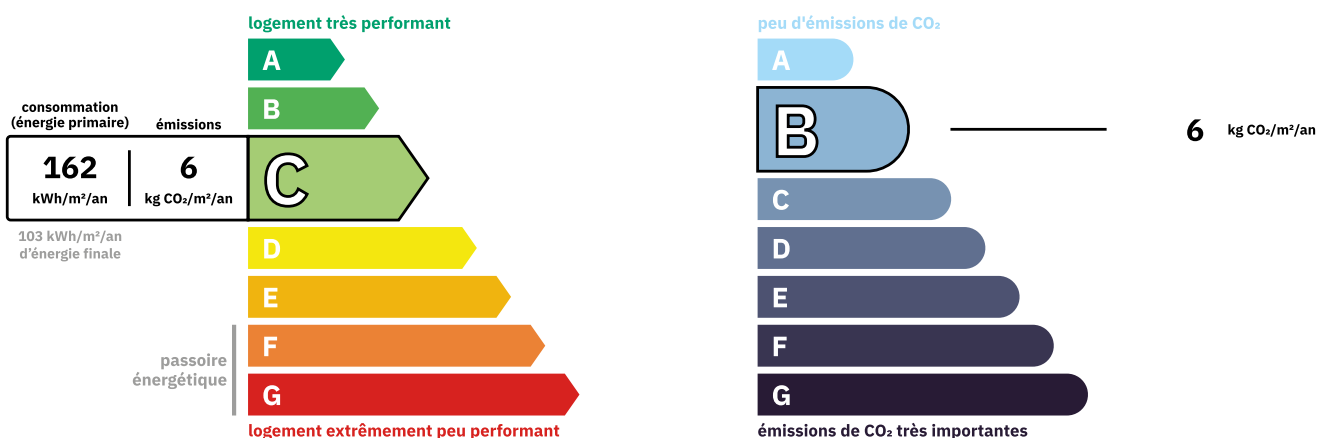 logement très performant
A
B
consommation
(énergie primaire)
émissions
162
6
kWh/m²/an
kg CO₂/m²/an
C
103 kWh/m²/an
d'énergie finale
D
E
F
passoire
énergétique
G
logement extrêmement peu performant
peu d'émissions de CO₂
A
B
6 kg CO₂/m²/an
C
D
E
F
G
émissions de CO₂ très importantes